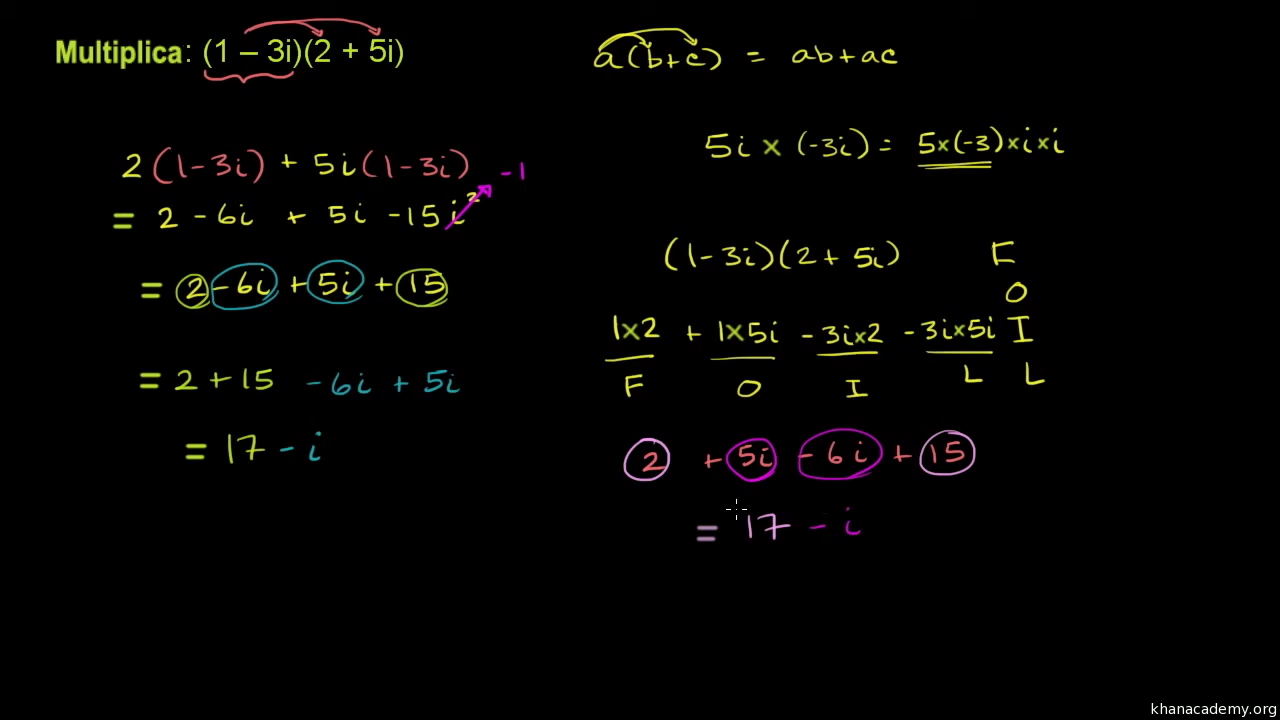 Multiplica: (1 – 3i)(2 + 5i)
a(b+c) = ab+ac
2(1-3i) + 5i(1-3i)
-1
= 2 - 6i + 5i - 15i²
= 2 - 6i + 5i + 15
= 2 + 15 - 6i + 5i
= 17 - i
5i × (-3i) = 5×(-3)×i×i
(1-3i)(2+5i)
F
O
I
L
1×2 + 1×5i - 3i×2 - 3i×5i
F O I L
2 + 5i - 6i + 15
= 17 - i
khanacademy.org